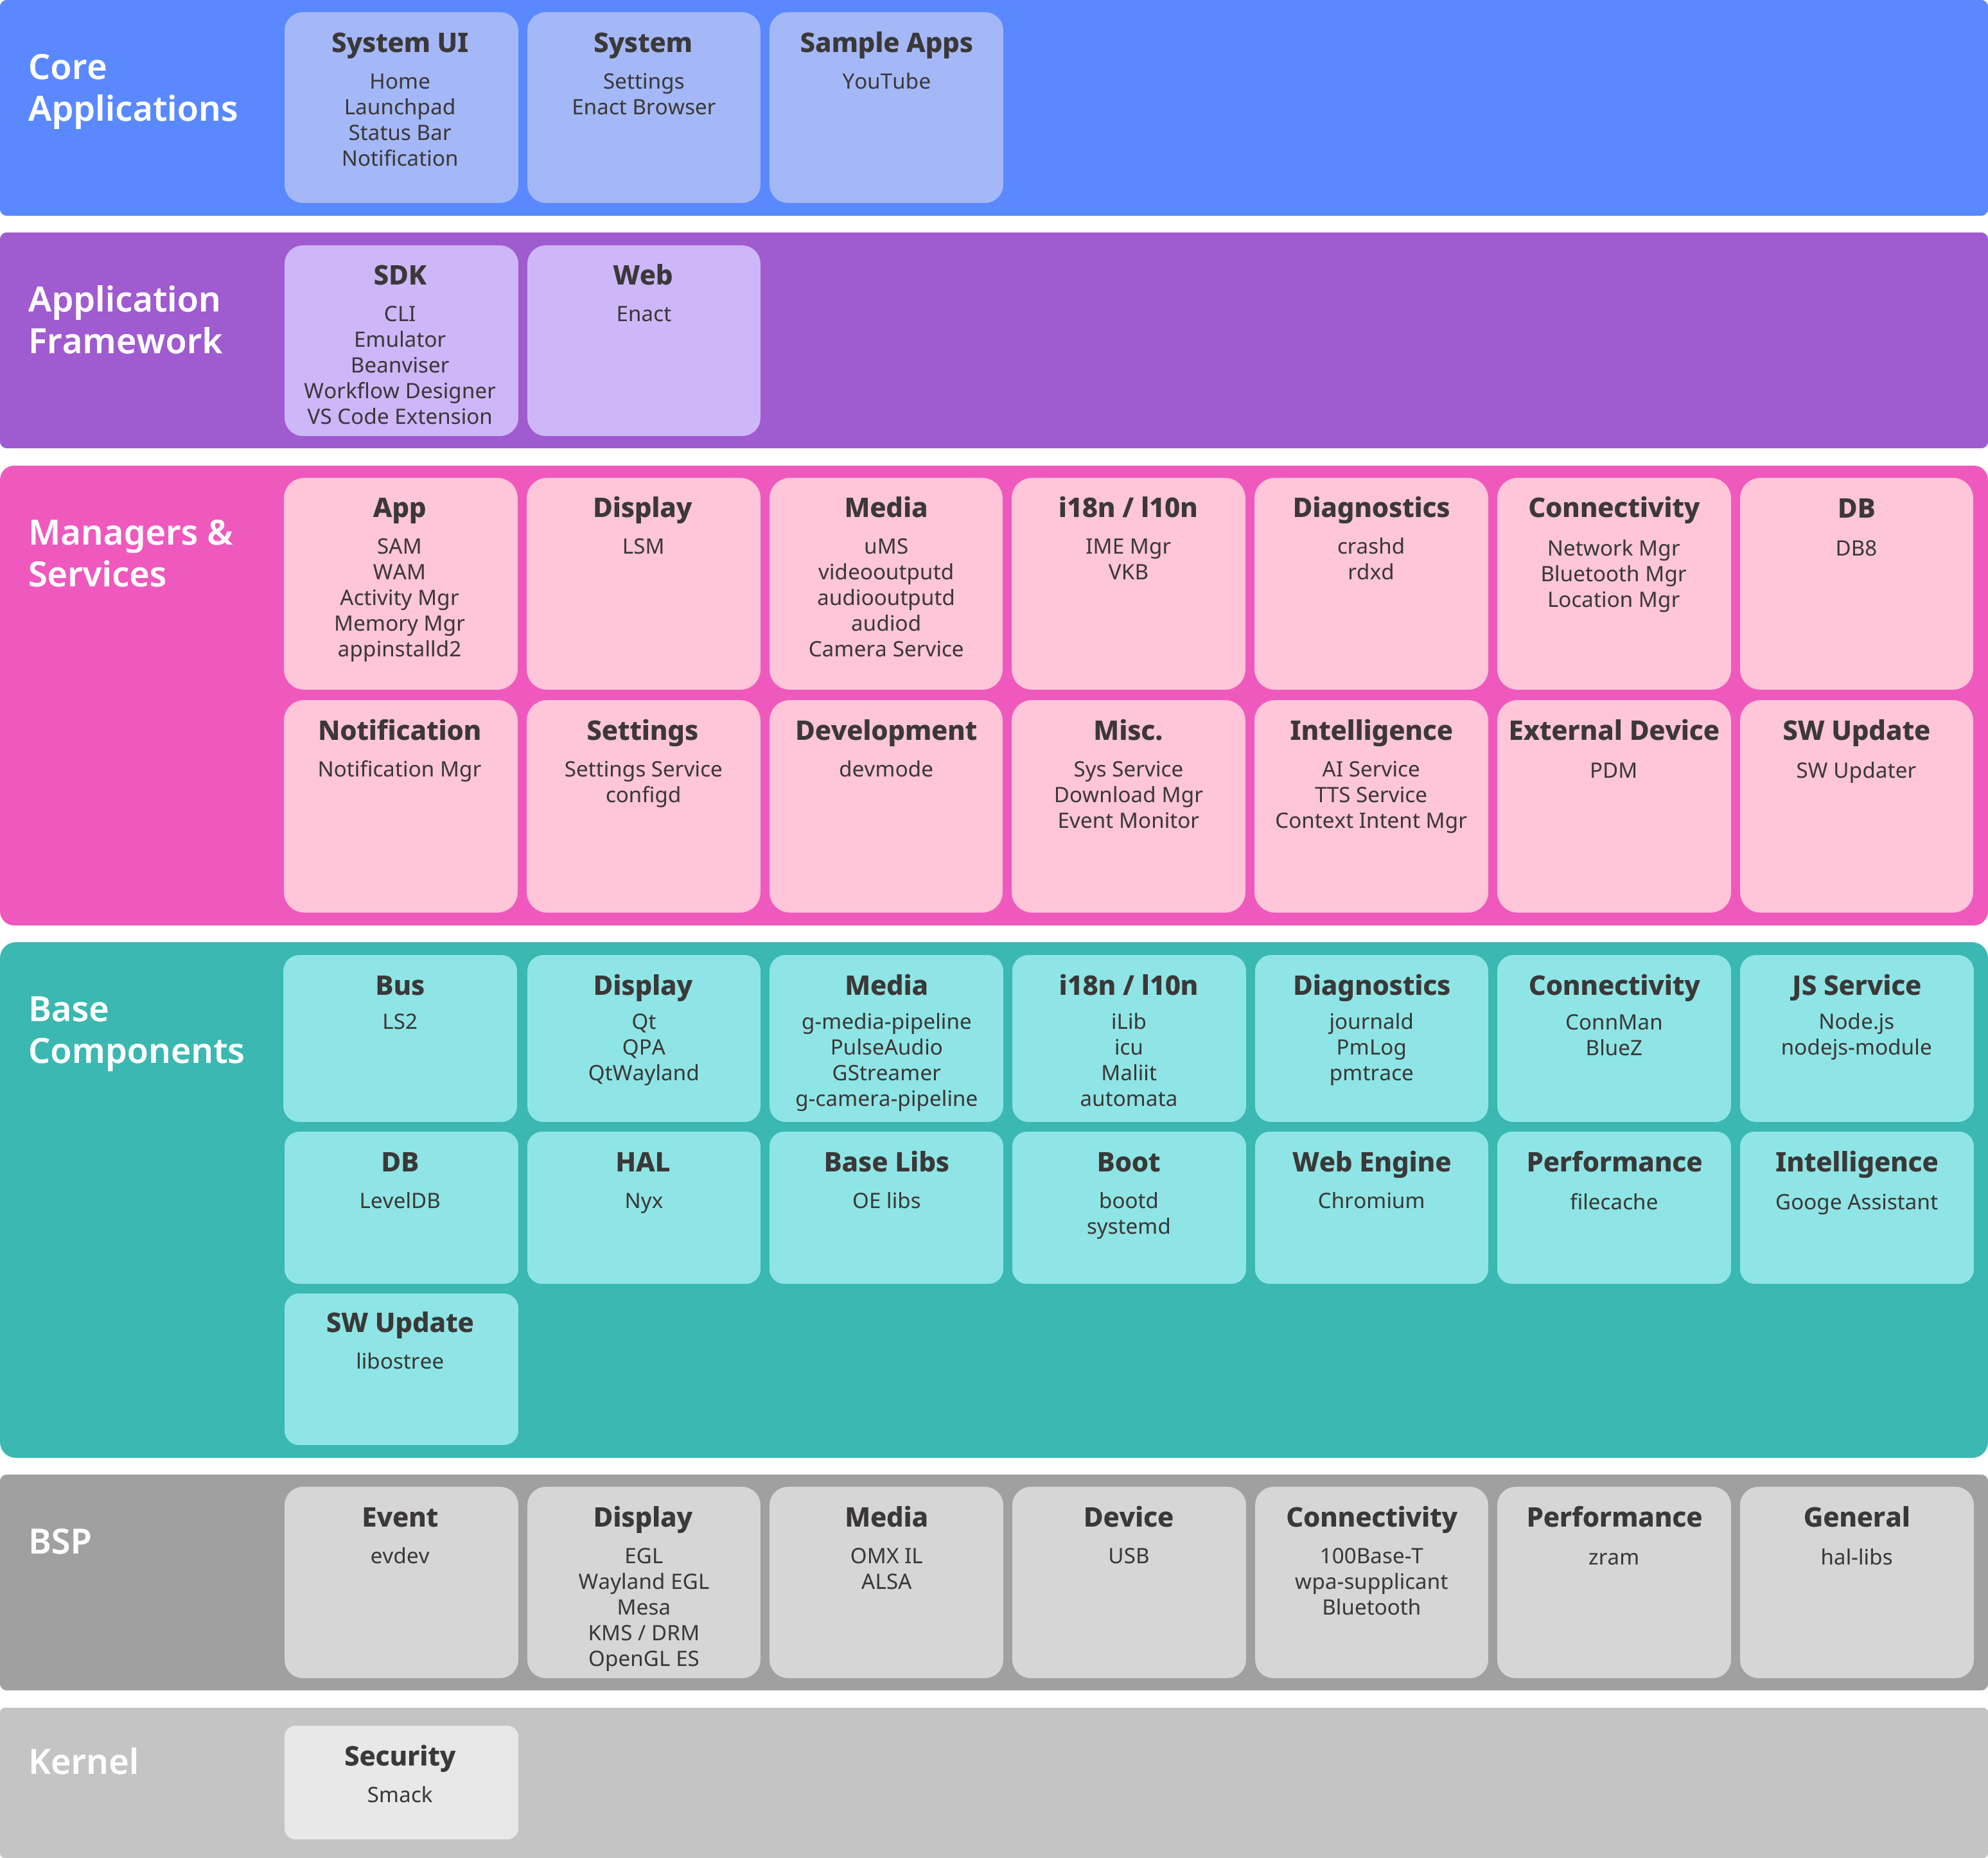 Core
Applications
System UI
Home
Launchpad
Status Bar
Notification
System
Settings
Enact Browser
Sample Apps
YouTube
Application
Framework
SDK
CLI
Emulator
Beanviser
Workflow Designer
VS Code Extension
Web
Enact
Managers &
Services
App
SAM
WAM
Activity Mgr
Memory Mgr
appinstalld2
Display
LSM
Media
uMS
videooutputd
audiooutputd
audiod
Camera Service
i18n / l10n
IME Mgr
VKB
Diagnostics
crashd
rdxd
Connectivity
Network Mgr
Bluetooth Mgr
Location Mgr
DB
DB8
Notification
Notification Mgr
Settings
Settings Service
configd
Development
devmode
Misc.
Sys Service
Download Mgr
Event Monitor
Intelligence
AI Service
TTS Service
Context Intent Mgr
External Device
PDM
SW Update
SW Updater
Base
Components
Bus
LS2
Display
Qt
QPA
QtWayland
Media
g-media-pipeline
PulseAudio
GStreamer
g-camera-pipeline
i18n / l10n
iLib
icu
Maliit
automata
Diagnostics
journald
PmLog
pmtrace
Connectivity
ConnMan
BlueZ
JS Service
Node.js
nodejs-module
DB
LevelDB
HAL
Nyx
Base Libs
OE libs
Boot
bootd
systemd
Web Engine
Chromium
Performance
filecache
Intelligence
Googe Assistant
SW Update
libostree
BSP
Event
evdev
Display
EGL
Wayland EGL
Mesa
KMS / DRM
OpenGL ES
Media
OMX IL
ALSA
Device
USB
Connectivity
100Base-T
wpa-supplicant
Bluetooth
Performance
zram
General
hal-libs
Kernel
Security
Smack